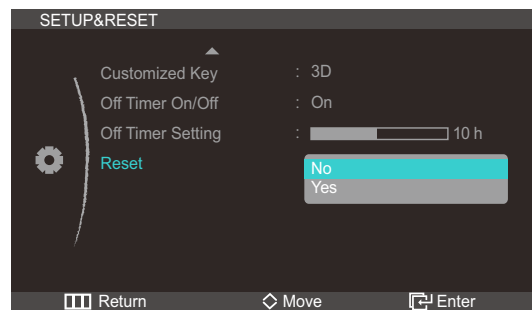 SETUP&RESET
Customized Key : 3D
Off Timer On/Off : On
Off Timer Setting : 10 h
Reset No
Yes
Return Move Enter